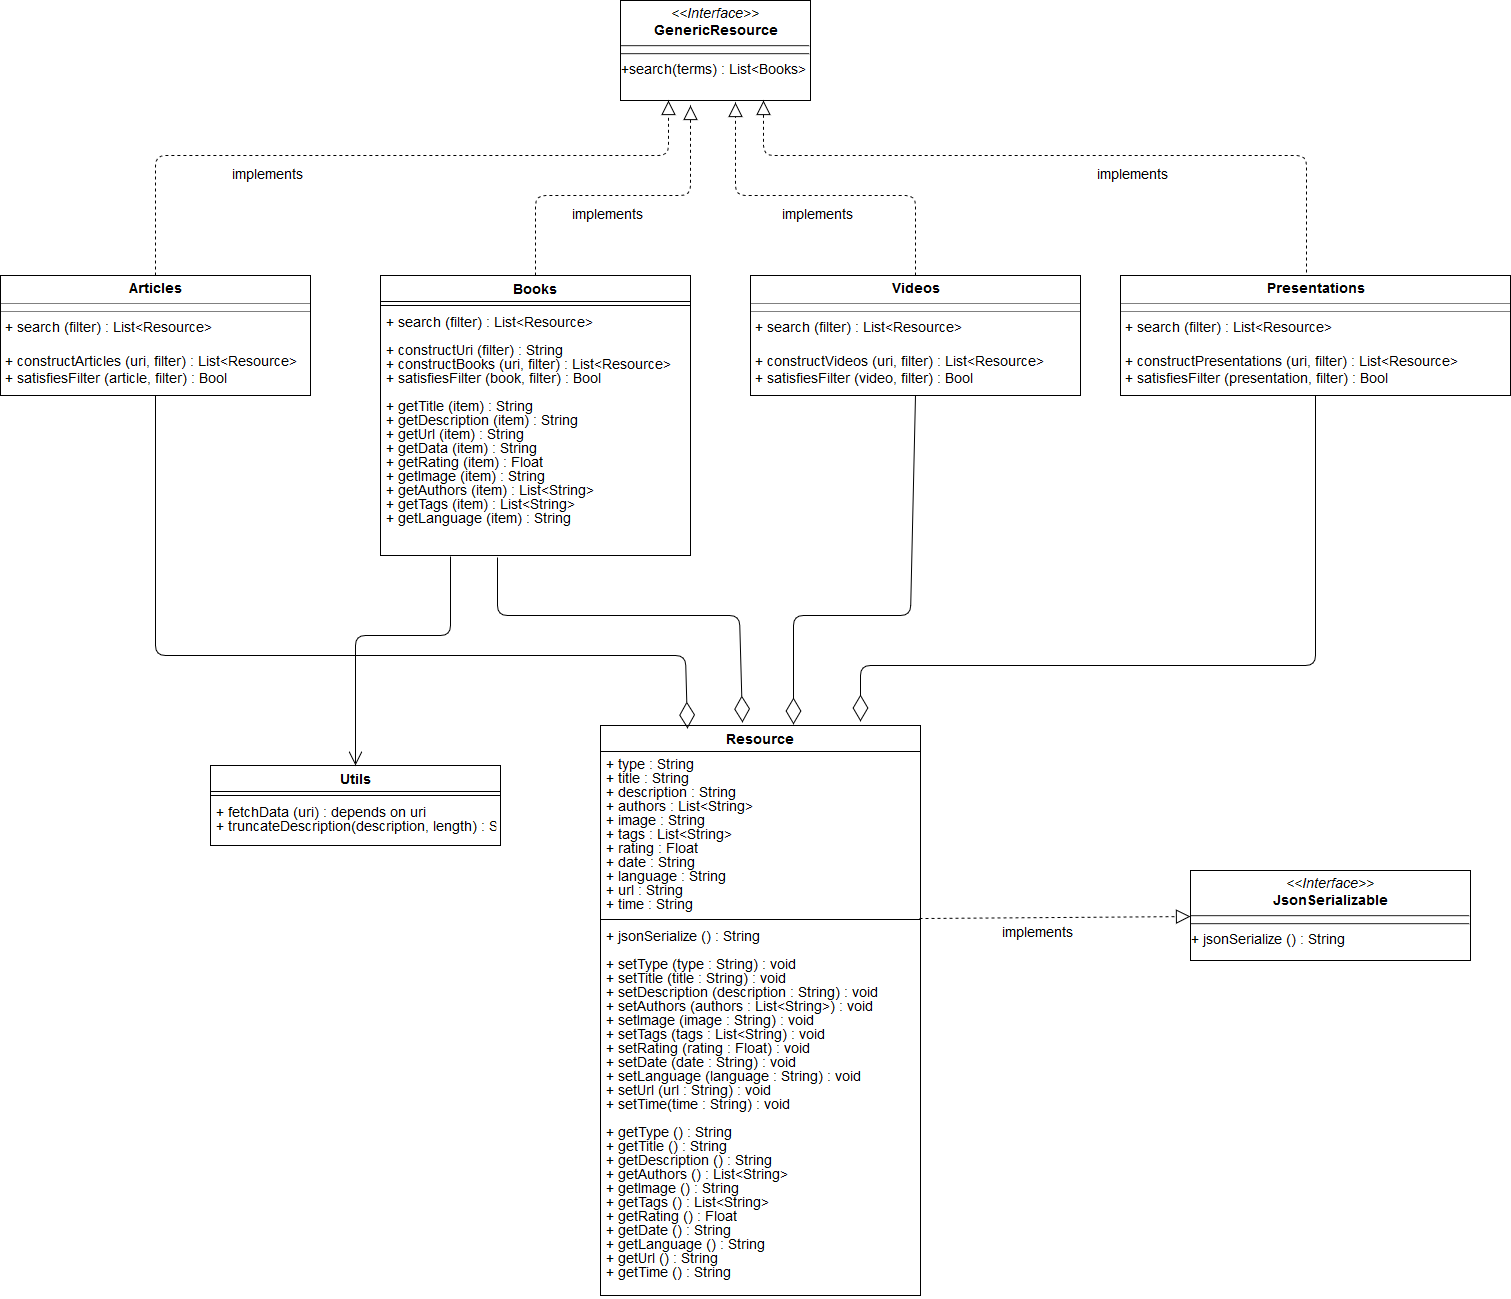 <<Interface>>
GenericResource
+search(terms) : List<Books>
implements
implements
implements
implements
Articles
+ search (filter) : List<Resource>
+ constructArticles (uri, filter) : List<Resource>
+ satisfiesFilter (article, filter) : Bool
Books
+ search (filter) : List<Resource>
+ constructUri (filter) : String
+ constructBooks (uri, filter) : List<Resource>
+ satisfiesFilter (book, filter) : Bool
+ getTitle (item) : String
+ getDescription (item) : String
+ getUrl (item) : String
+ getData (item) : String
+ getRating (item) : Float
+ getImage (item) : String
+ getAuthors (item) : List<String>
+ getTags (item) : List<String>
+ getLanguage (item) : String
Videos
+ search (filter) : List<Resource>
+ constructVideos (uri, filter) : List<Resource>
+ satisfiesFilter (video, filter) : Bool
Presentations
+ search (filter) : List<Resource>
+ constructPresentations (uri, filter) : List<Resource>
+ satisfiesFilter (presentation, filter) : Bool
Utils
+ fetchData (uri) : depends on uri
+ truncateDescription(description, length) : S
Resource
+ type : String
+ title : String
+ description : String
+ authors : List<String>
+ image : String
+ tags : List<String>
+ rating : Float
+ date : String
+ language : String
+ url : String
+ time : String
+ jsonSerialize () : String
+ setType (type : String) : void
+ setTitle (title : String) : void
+ setDescription (description : String) : void
+ setAuthors (authors : List<String>) : void
+ setImage (image : String) : void
+ setTags (tags : List<String) : void
+ setRating (rating : Float) : void
+ setDate (date : String) : void
+ setLanguage (language : String) : void
+ setUrl (url : String) : void
+ setTime(time : String) : void
+ getType () : String
+ getTitle () : String
+ getDescription () : String
+ getAuthors () : List<String>
+ getImage () : String
+ getTags () : List<String>
+ getRating () : Float
+ getDate () : String
+ getLanguage () : String
+ getUrl () : String
+ getTime () : String
implements
<<Interface>>
JsonSerializable
+ jsonSerialize () : String